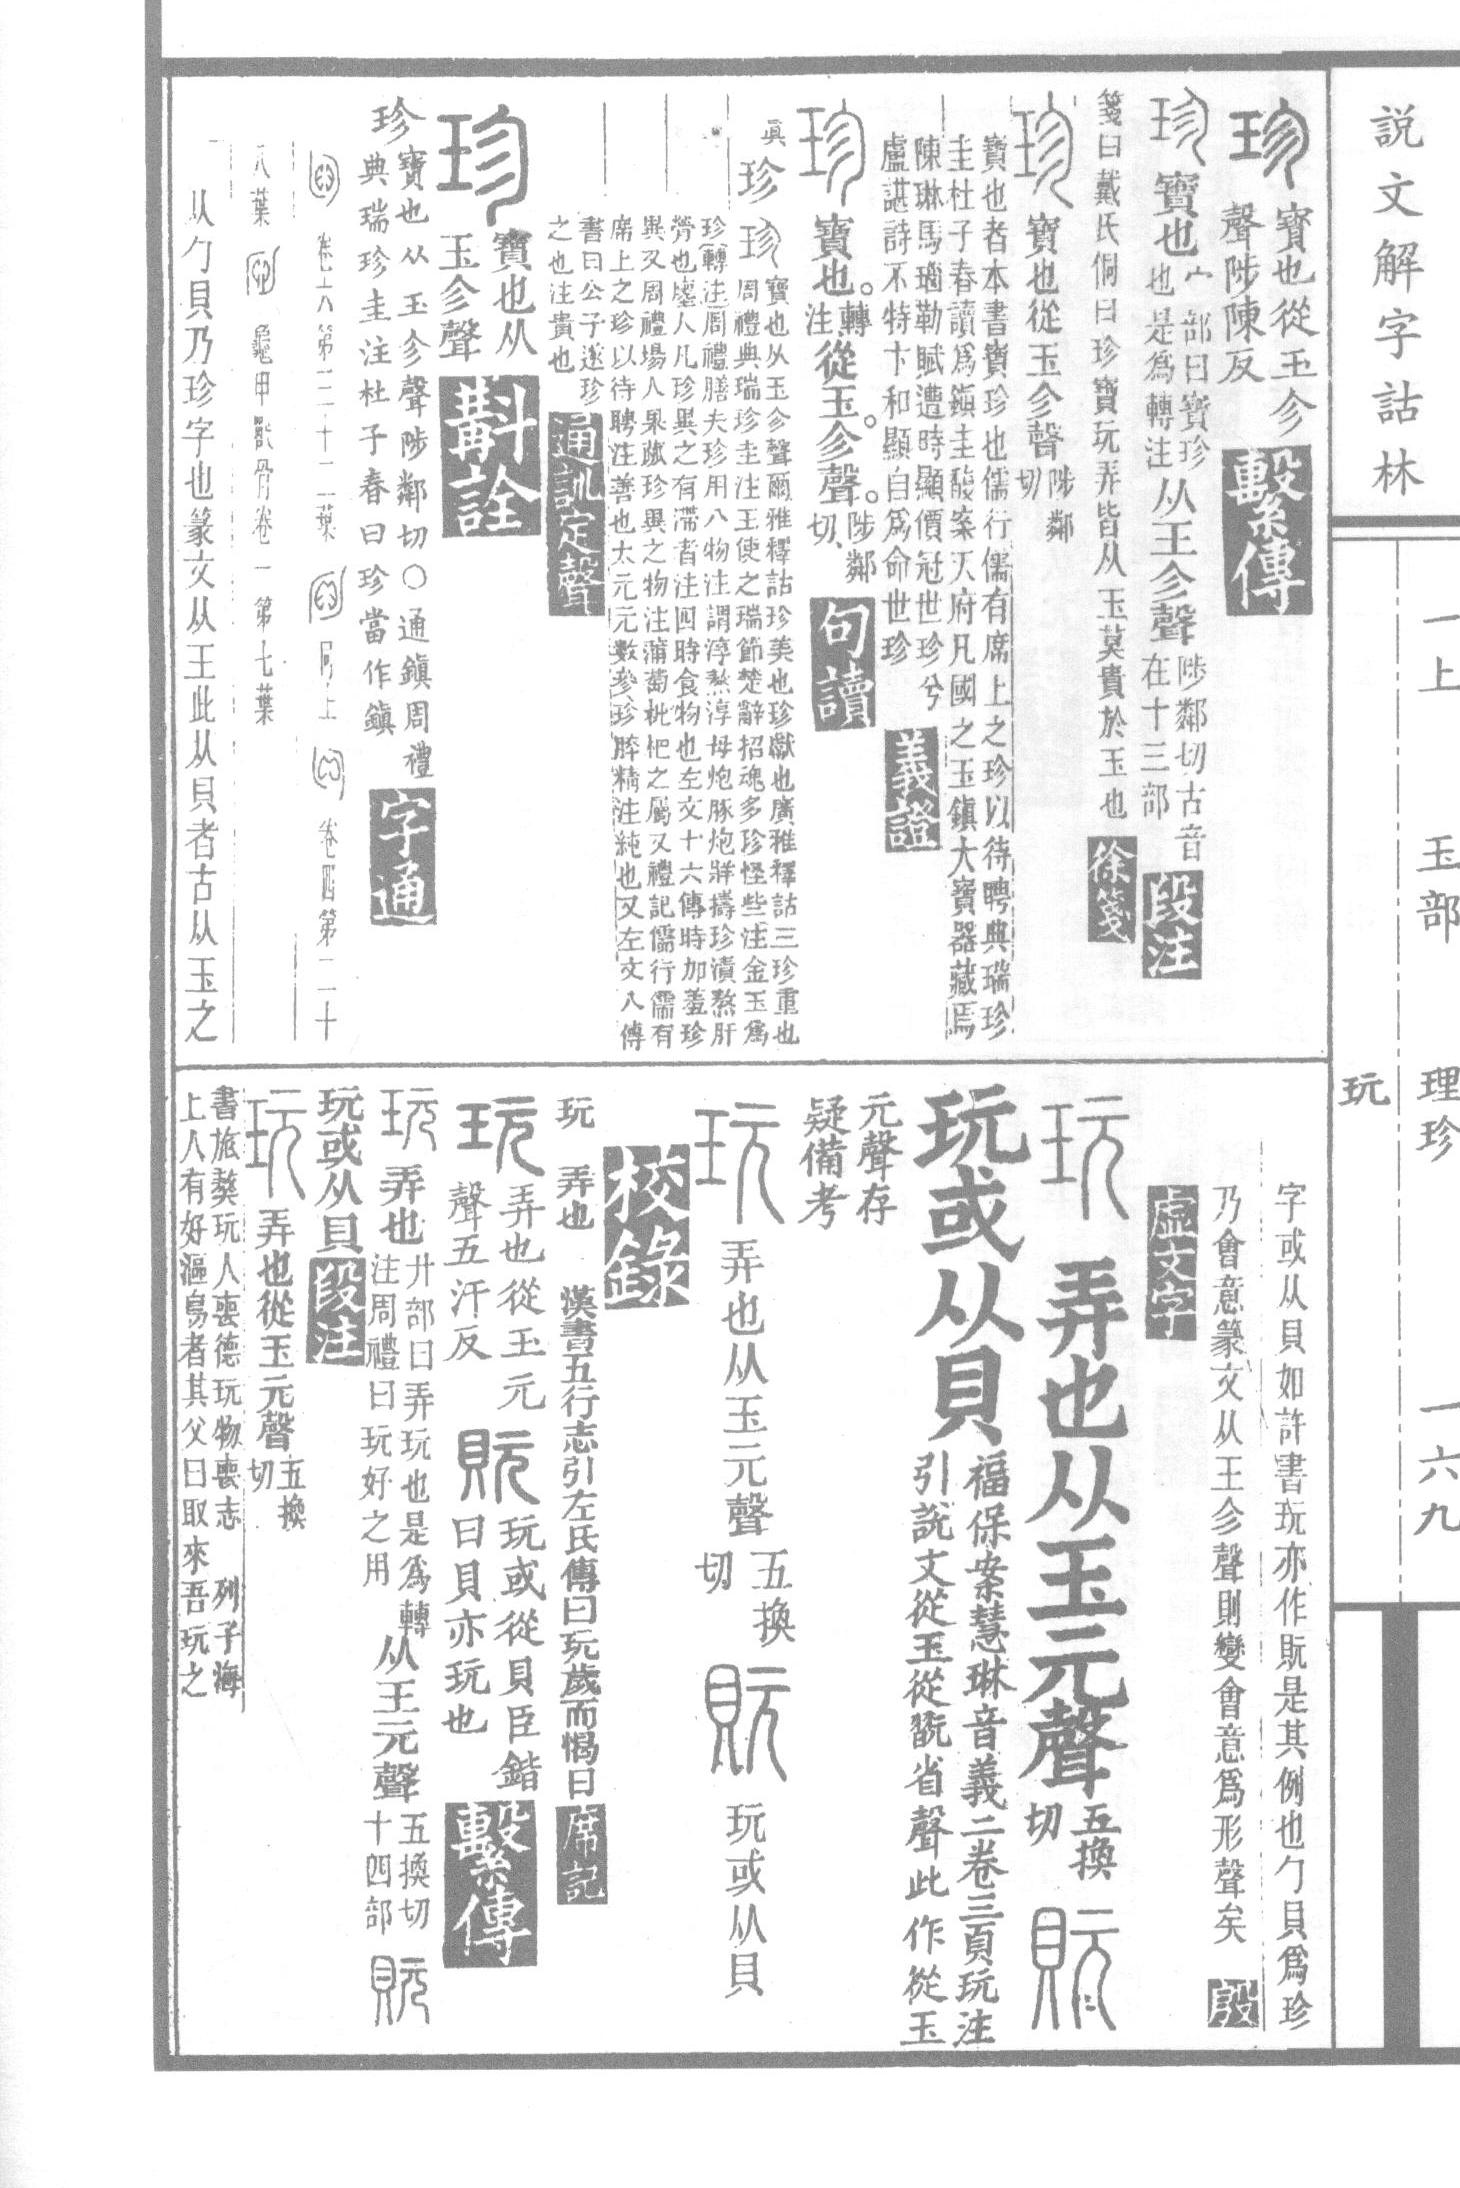 説文解字詁林
一上 玉部 理珍玩 一六九
珍
寶也從玉㐱
聲陟陳反
繫傳
珍
寶也
宀部曰寶珍
也是爲轉注
从王㐱聲
陟鄰切古音
在十三部
段注
箋曰戴氏侗曰珍寶玩弄皆从玉莫貴於玉也
徐箋
珍
寶也從玉㐱聲
陟鄰
切
寶也者本書寶珍也儒行儒有席上之珍以待聘典瑞珍
圭杜子春讀爲鎭圭馥案天府凡國之玉鎭大寶器藏焉
陳琳馬瑙勒賦遭時顯價冠世珍兮
盧諶詩不特卞和顯自爲命世珍
義證
珍
寶也。
轉
注
從玉。㐱聲。
陟鄰
切、
句讀
眞
珍
珍
寶也从玉㐱聲爾雅釋詁珍美也珍獻也廣雅釋詁三珍重也
周禮典瑞珍圭注王使之瑞節楚辭招魂多珍怪些注金玉爲
珍轉注周禮膳夫珍用八物注謂淳熬淳母炮豚炮牂擣珍漬熬肝
膋也廛人凡珍異之有滯者注四時食物也左文十六傳時加羞珍
異又周禮場人果蓏珍異之物注蒲萄枇杷之屬又禮記儒行儒有
席上之珍以待聘注善也太元元數參珍睟精注純也又左文八傳
書曰公子遂珍
之也注貴也
通訓定聲
珍
寶也从
玉㐱聲
斠詮
珍
寶也从玉㐱聲陟鄰切〇通鎭周禮
典瑞珍圭注杜子春曰珍當作鎭
字通
卷 第三十二葉 同上 卷四第二十
八葉 龜甲獸骨卷一第七葉
从勹貝乃珍字也篆文从王此从貝者古从玉之
字或从貝如許書玩亦作貦是其例也勹貝爲珍
乃會意篆文从王㐱聲則變會意爲形聲矣
殷
虛文字
玩
弄也从玉元聲
五換
切
貦
玩或从貝
福保案慧琳音義二卷三頁玩注
引說文從玉從翫省聲此作從玉
元聲存
疑備考
玩
弄也从玉元聲
五換
切
貦
玩或从貝
校錄
玩 弄也 漢書五行志引左氏傳曰玩歲而愒日
席記
玩
弄也從玉元
聲五汗反
貦
玩或從貝臣鍇
曰貝亦玩也
繫傳
玩
弄也
廾部曰弄玩也是爲轉
注周禮曰玩好之用
从王元聲
五換切
十四部
貦
玩或从貝
段注
玩
弄也從玉元聲
五換
切
書旅獒玩人喪德玩物喪志 列子海
上人有好漚鳥者其父曰取來吾玩之